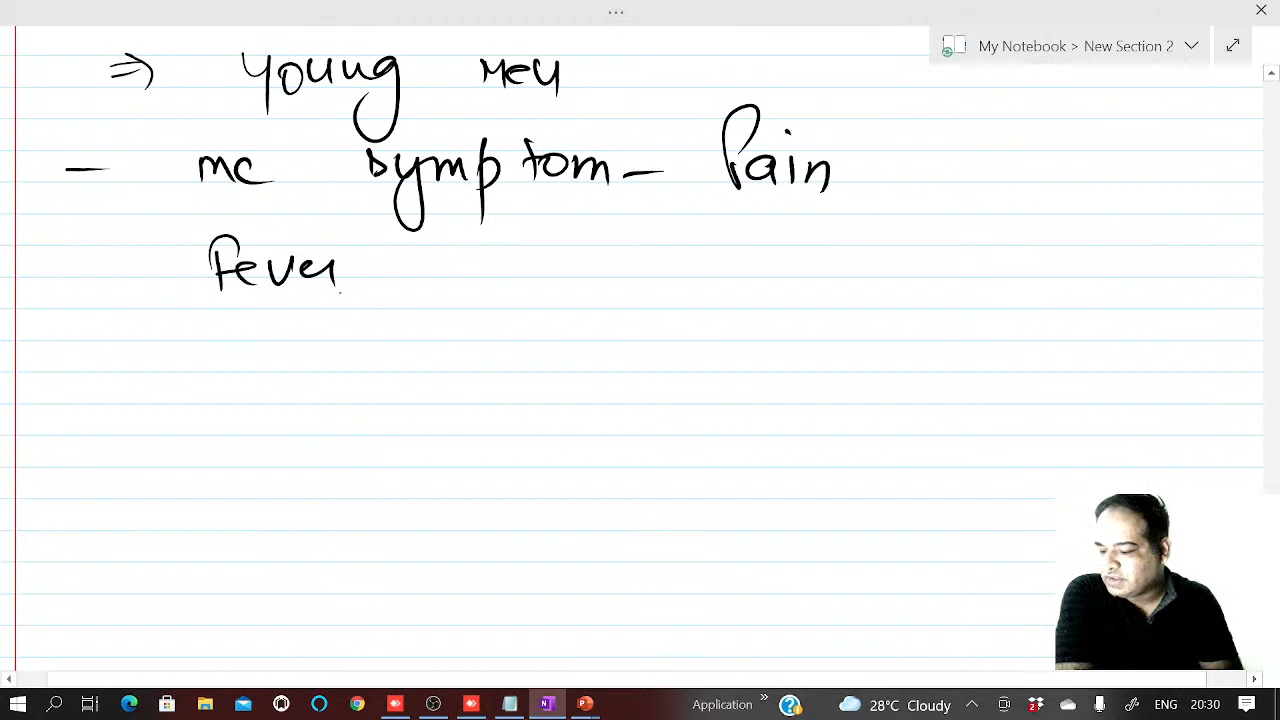 My Notebook > New Section 2
⇒ Young men
- mc symptom - Pain
Fever
Application
28°C Cloudy
ENG
20:30